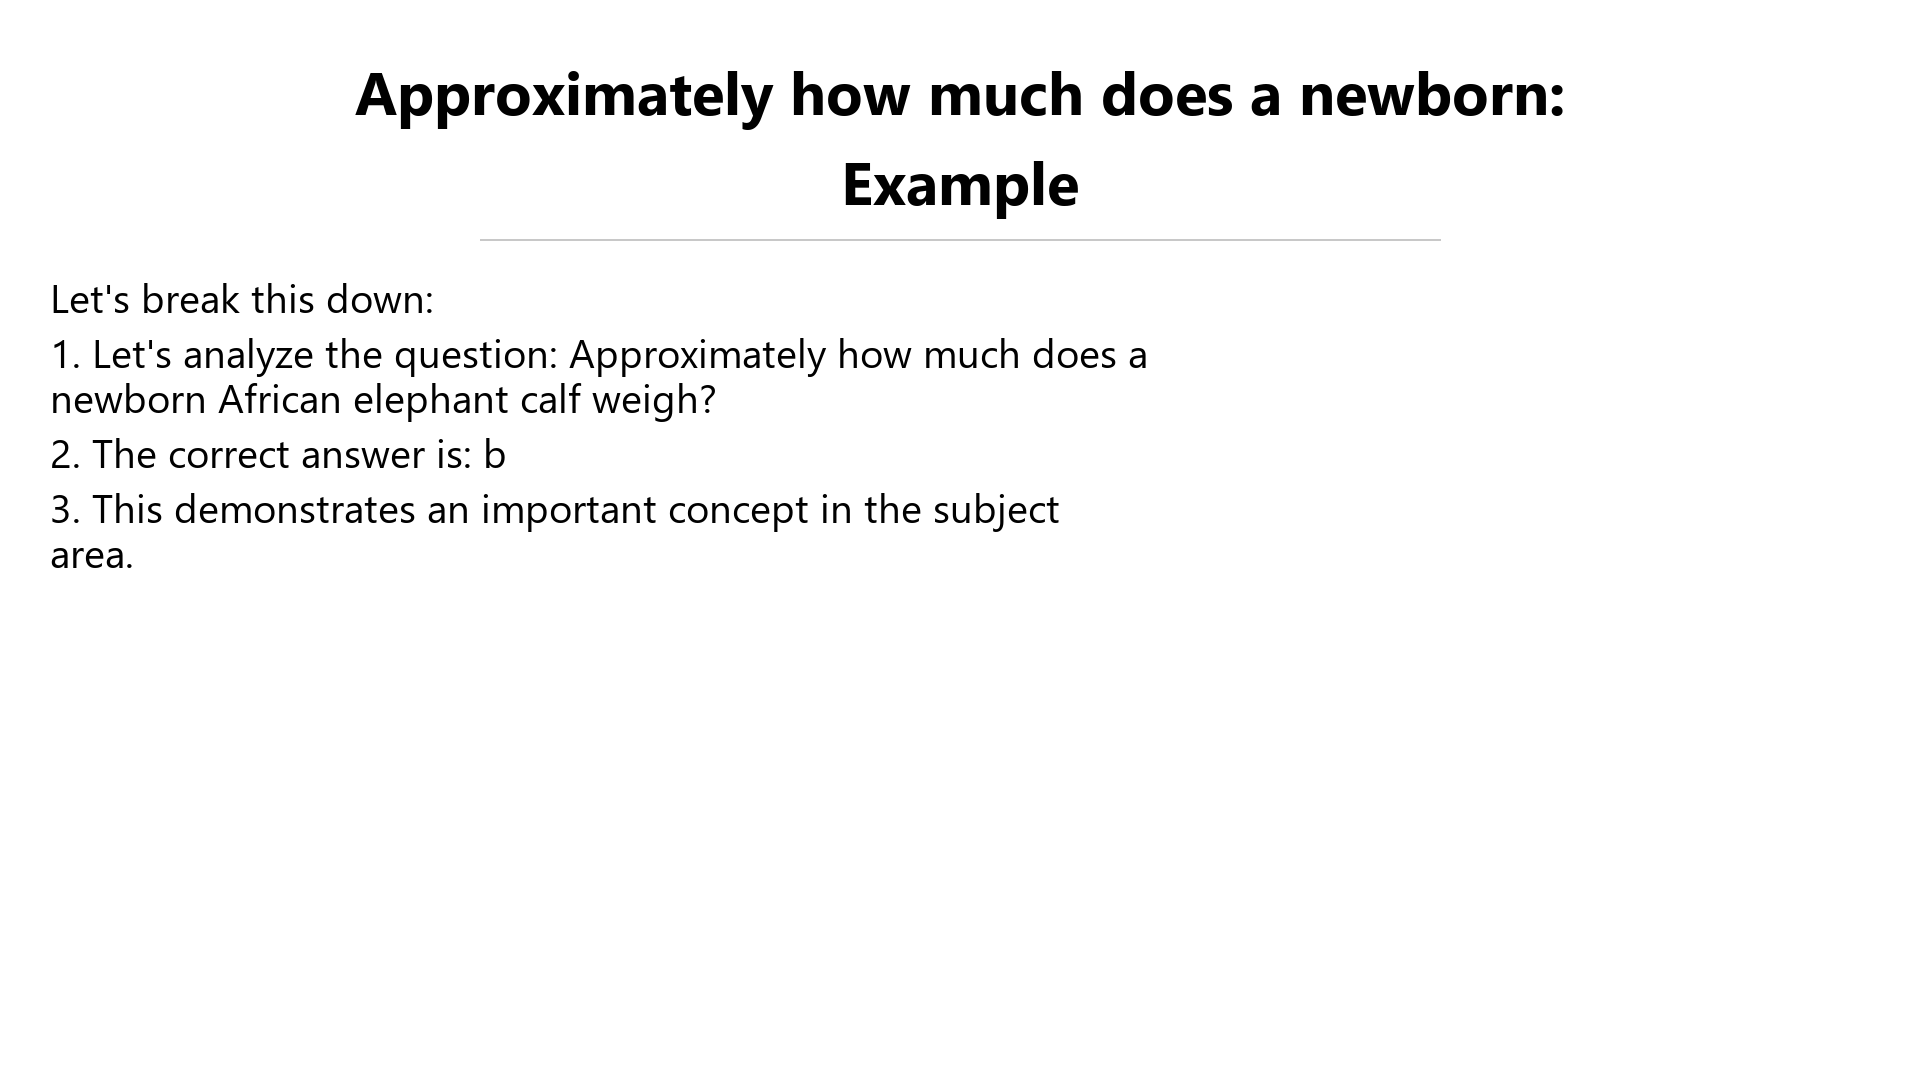 Approximately how much does a newborn:
Example
Let's break this down:
1. Let's analyze the question: Approximately how much does a
newborn African elephant calf weigh?
2. The correct answer is: b
3. This demonstrates an important concept in the subject
area.